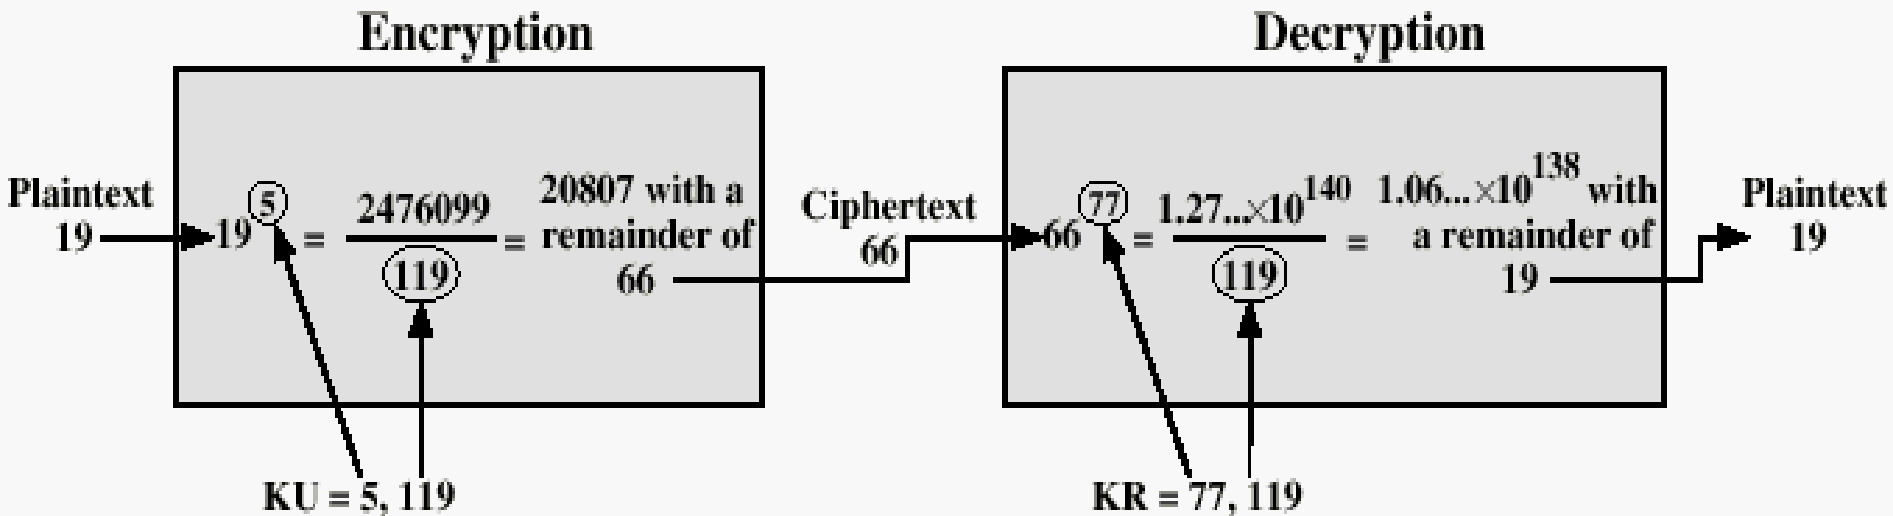 Encryption
Decryption
Plaintext
19
19^5 = 2476099 / 119 = 20807 with a
remainder of
66
Ciphertext
66
66^77 = 1.27...×10^140 / 119 = 1.06...×10^138 with
a remainder of
19
Plaintext
19
KU = 5, 119
KR = 77, 119